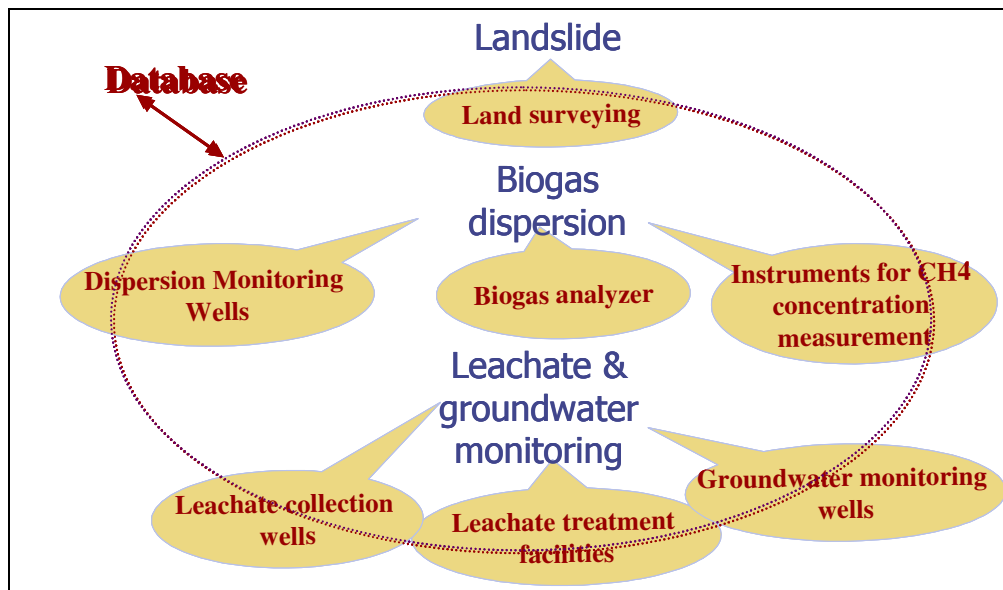 Landslide
Database
Land surveying
Biogas
dispersion
Dispersion Monitoring
Wells
Biogas analyzer
Instruments for CH4
concentration
measurement
Leachate &
groundwater
monitoring
Leachate collection
wells
Leachate treatment
facilities
Groundwater monitoring
wells